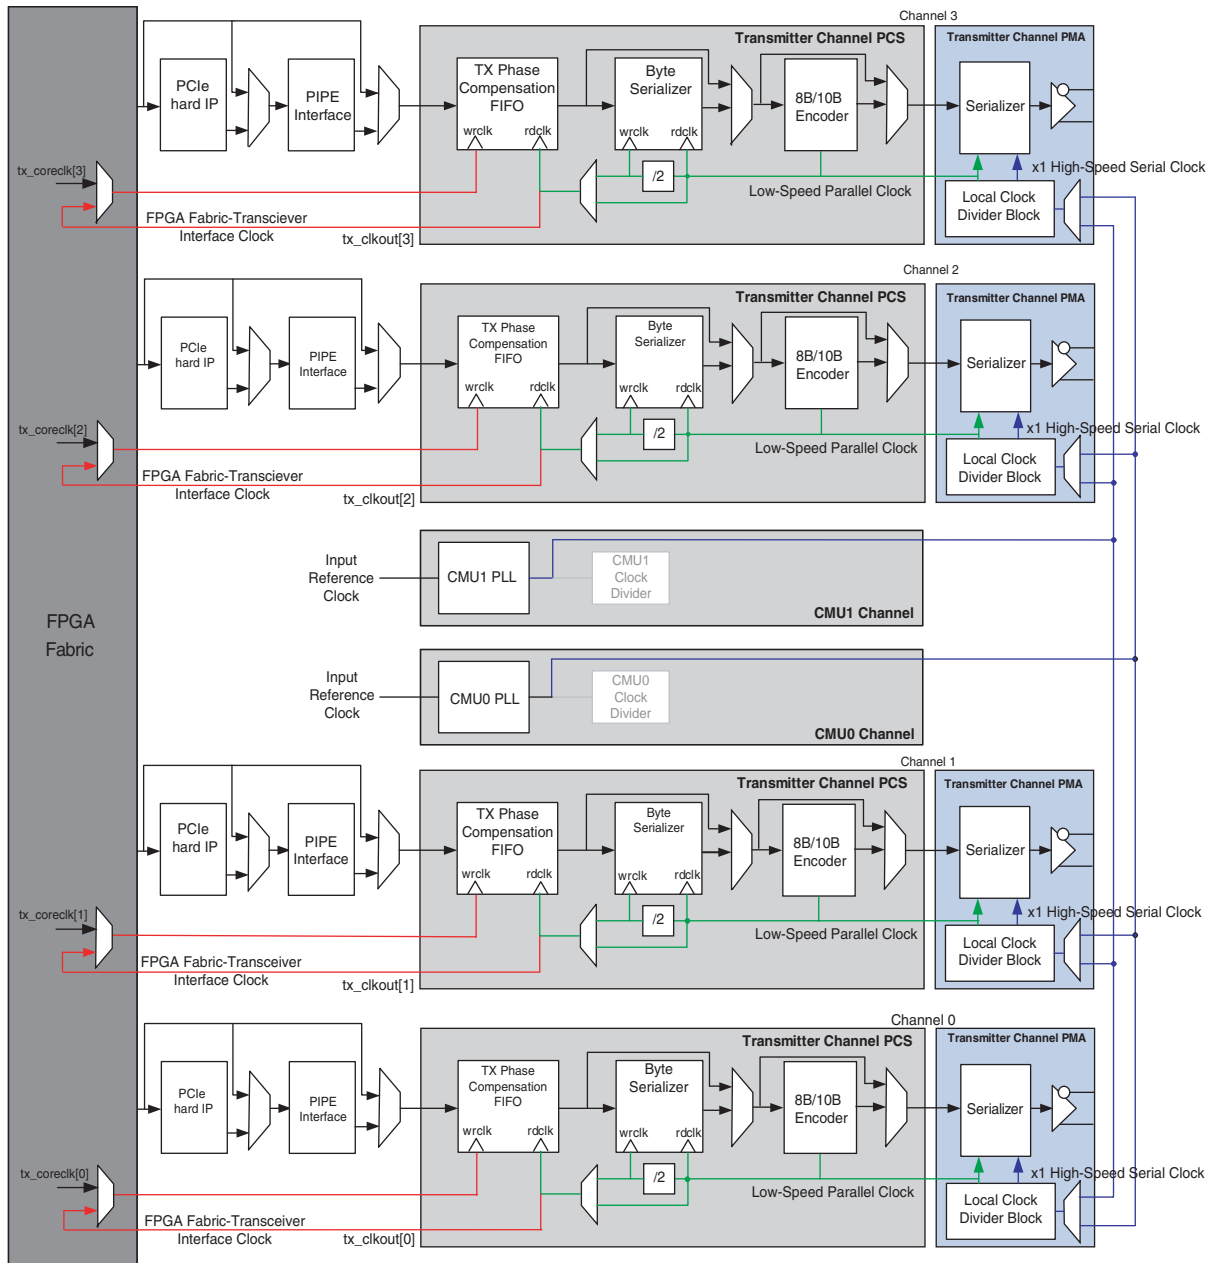 Channel 3
Transmitter Channel PCS
Transmitter Channel PMA
PCIe
hard IP
PIPE
Interface
TX Phase
Compensation
FIFO
wrclk
rdclk
Byte
Serializer
wrclk
rdclk
/2
8B/10B
Encoder
Serializer
tx_coreclk[3]
FPGA Fabric-Transciever
Interface Clock
tx_clkout[3]
Low-Speed Parallel Clock
x1 High-Speed Serial Clock
Local Clock
Divider Block
Channel 2
Transmitter Channel PCS
Transmitter Channel PMA
PCIe
hard IP
PIPE
Interface
TX Phase
Compensation
FIFO
wrclk
rdclk
Byte
Serializer
wrclk
rdclk
/2
8B/10B
Encoder
Serializer
tx_coreclk[2]
FPGA Fabric-Transciever
Interface Clock
tx_clkout[2]
Low-Speed Parallel Clock
x1 High-Speed Serial Clock
Local Clock
Divider Block
FPGA
Fabric
Input
Reference
Clock
CMU1 PLL
CMU1
Clock
Divider
CMU1 Channel
Input
Reference
Clock
CMU0 PLL
CMU0
Clock
Divider
CMU0 Channel
Channel 1
Transmitter Channel PCS
Transmitter Channel PMA
PCIe
hard IP
PIPE
Interface
TX Phase
Compensation
FIFO
wrclk
rdclk
Byte
Serializer
wrclk
rdclk
/2
8B/10B
Encoder
Serializer
tx_coreclk[1]
FPGA Fabric-Transceiver
Interface Clock
tx_clkout[1]
Low-Speed Parallel Clock
x1 High-Speed Serial Clock
Local Clock
Divider Block
Channel 0
Transmitter Channel PCS
Transmitter Channel PMA
PCIe
hard IP
PIPE
Interface
TX Phase
Compensation
FIFO
wrclk
rdclk
Byte
Serializer
wrclk
rdclk
/2
8B/10B
Encoder
Serializer
tx_coreclk[0]
FPGA Fabric-Transceiver
Interface Clock
tx_clkout[0]
Low-Speed Parallel Clock
x1 High-Speed Serial Clock
Local Clock
Divider Block